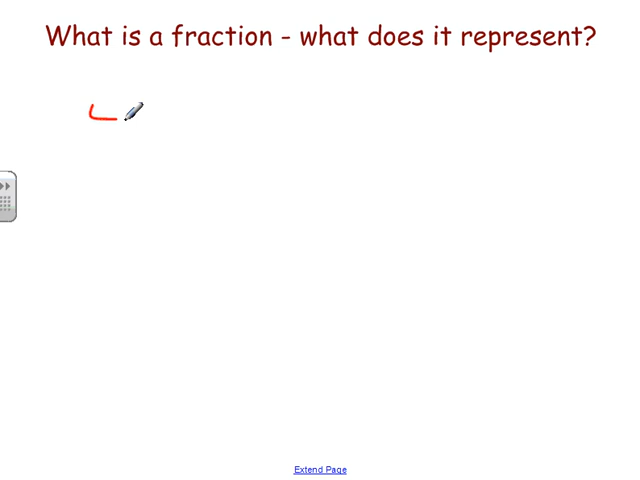 What is a fraction - what does it represent?
Extend Page